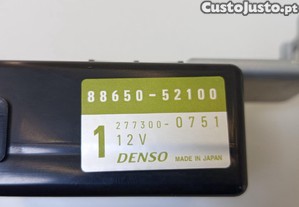 CustoJusto.pt
88650-52100
1 277300-0751
12V
DENSO MADE IN JAPAN